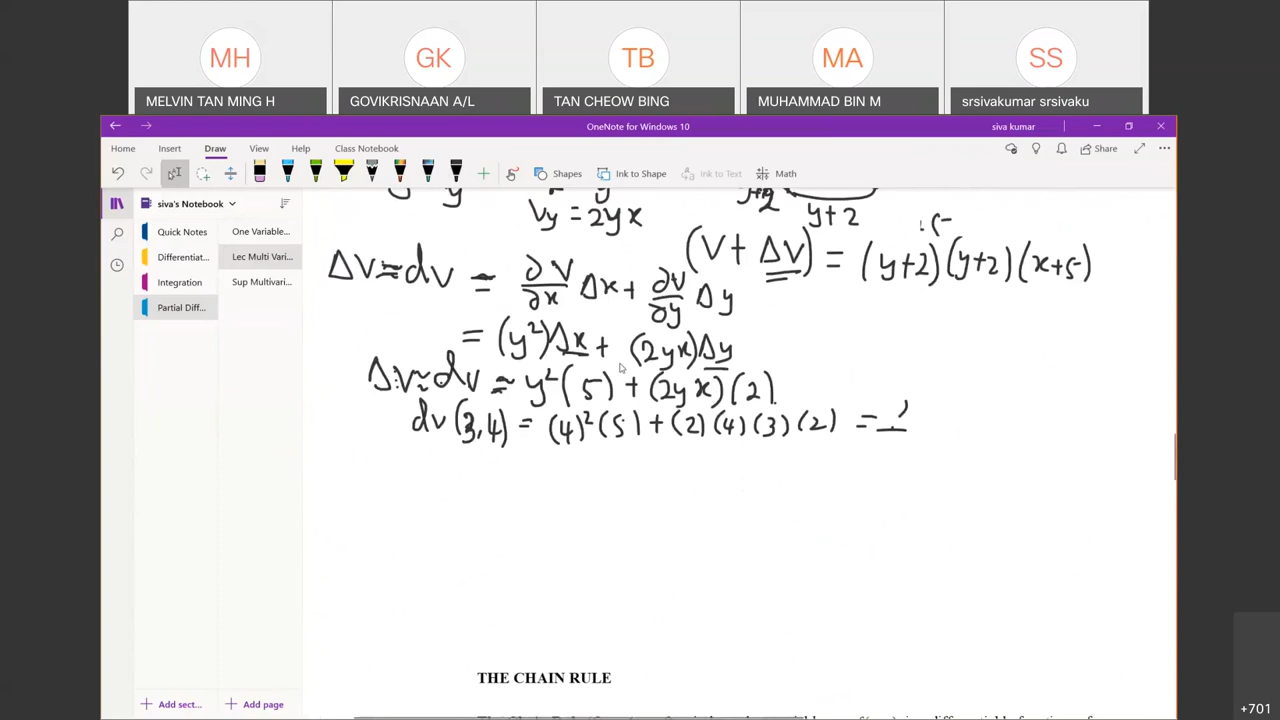 MH GK TB MA SS
MELVIN TAN MING H GOVIKRISNAAN A/L TAN CHEOW BING MUHAMMAD BIN M srsivakumar srsivaku
OneNote for Windows 10 siva kumar
Home Insert Draw View Help Class Notebook Share
Shapes Ink to Shape Ink to Text Math
siva's Notebook
Quick Notes One Variable...
Differentiat... Lec Multi Vari...
Integration Sup Multivari...
Partial Diff...
Vy = 2yx y+2
ΔV ≈ dv = ∂V/∂x Δx + ∂V/∂y Δy
(V + ΔV) = (y+2)(y+2)(x+5)
= (y²)Δx + (2yx)Δy
ΔV ≈ dv ≈ y²(5) + (2yx)(2)
dv(3,4) = (4)²(5) + (2)(4)(3)(2) =
THE CHAIN RULE
Add sect... Add page
+701